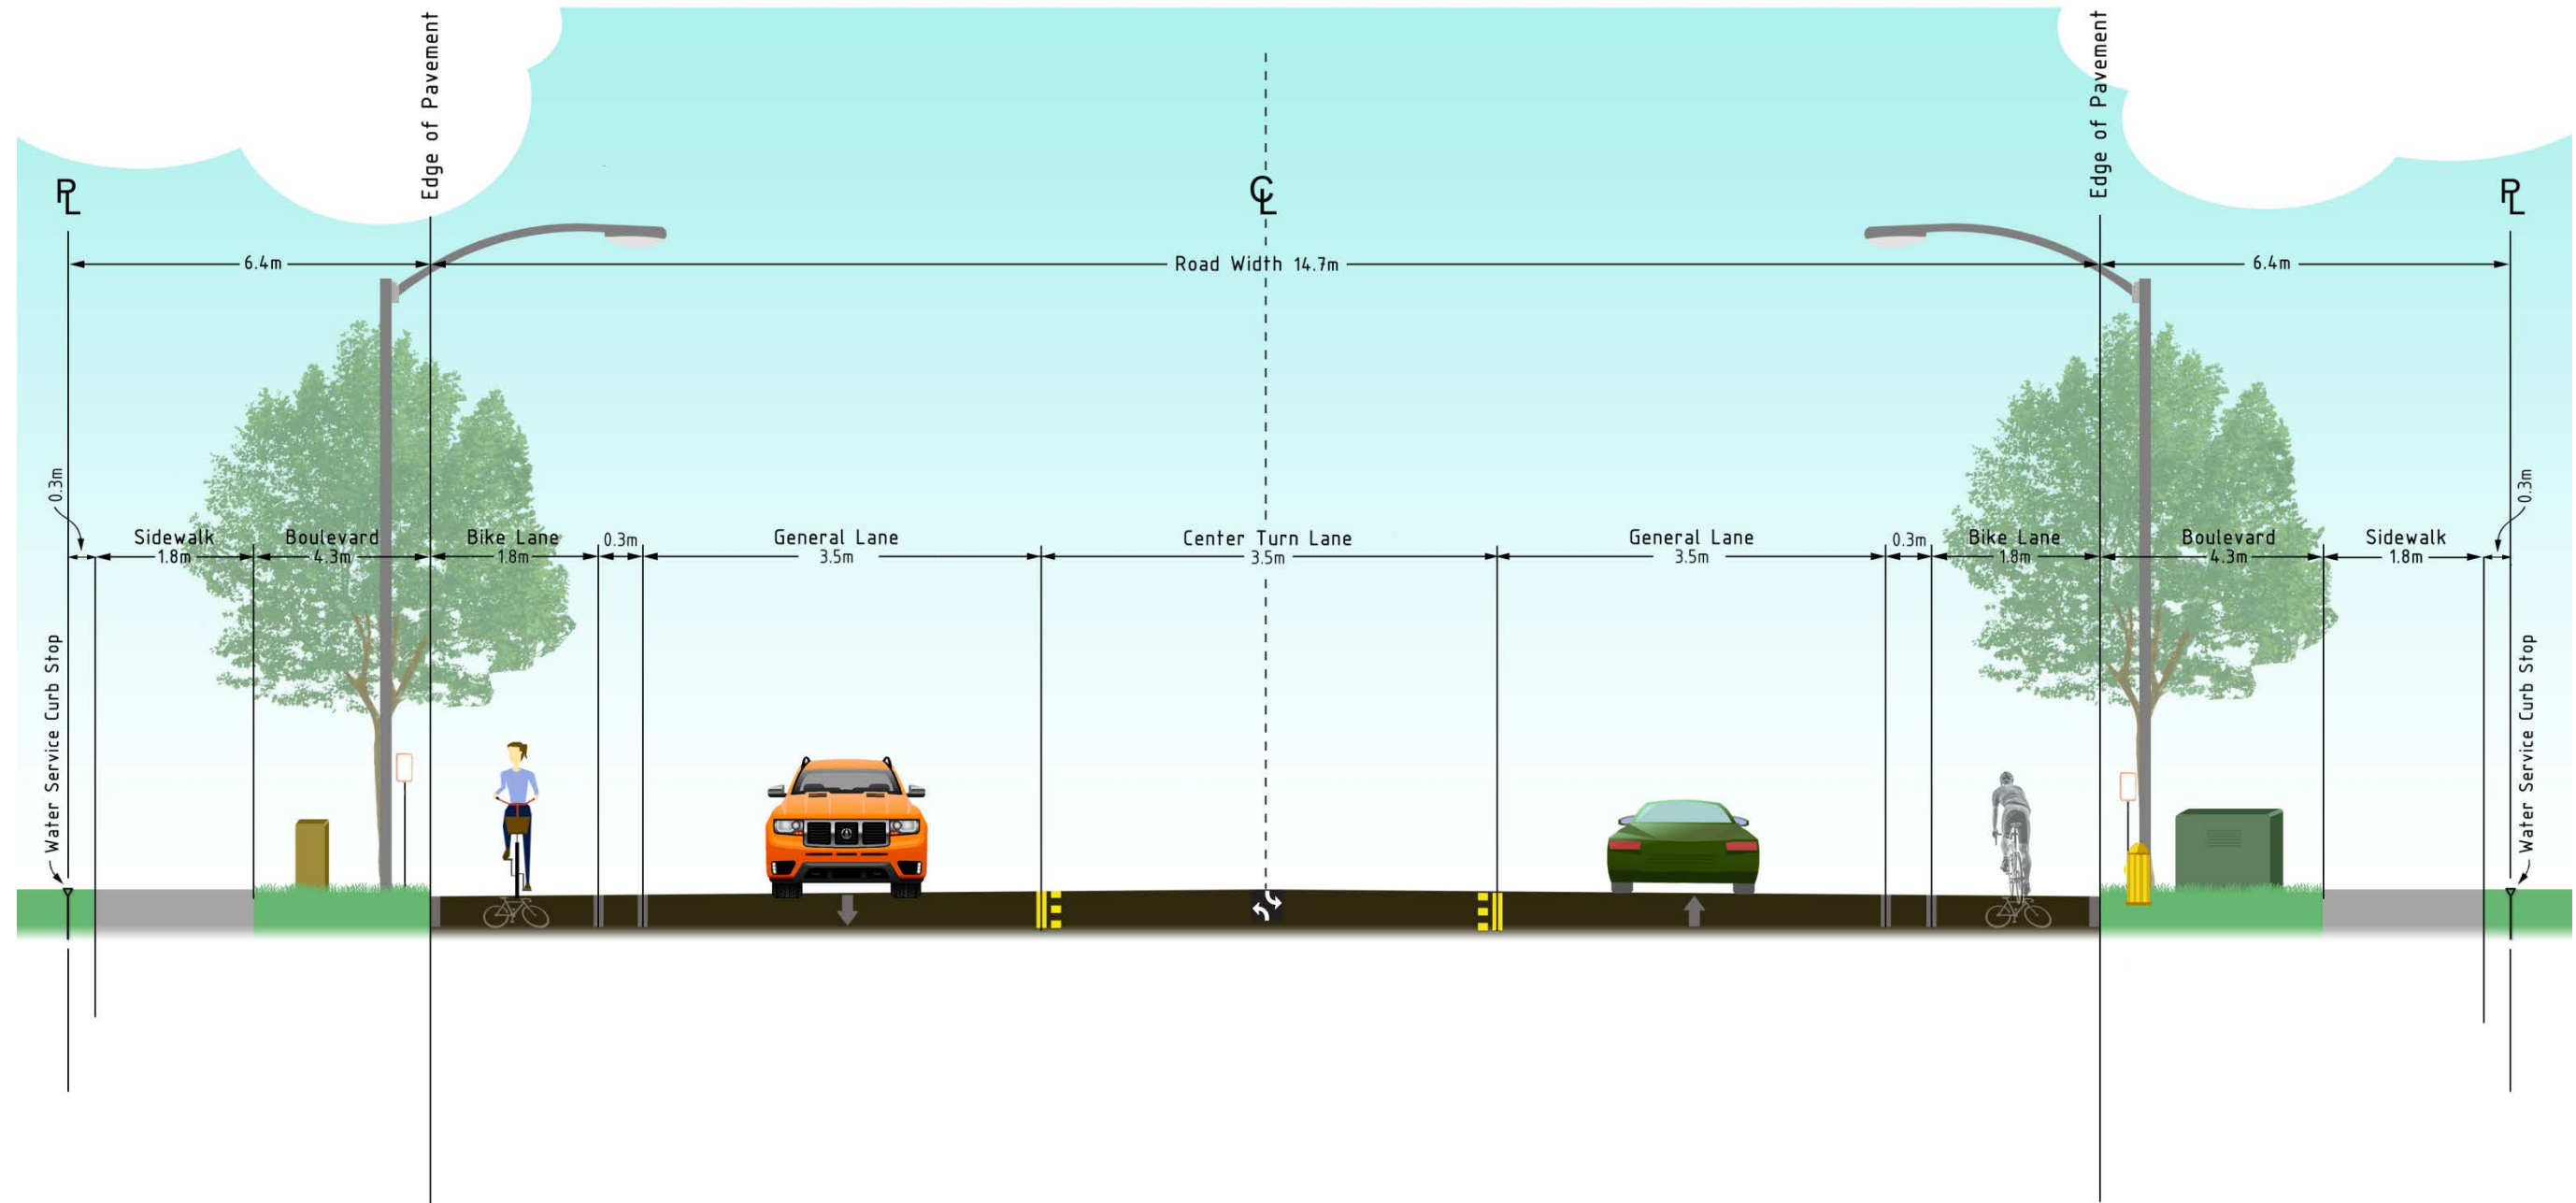 Edge of Pavement
Edge of Pavement
PL
CL
PL
6.4m
Road Width 14.7m
6.4m
0.3m
0.3m
Sidewalk
1.8m
Boulevard
4.3m
Bike Lane
1.8m
0.3m
General Lane
3.5m
Center Turn Lane
3.5m
General Lane
3.5m
0.3m
Bike Lane
1.8m
Boulevard
4.3m
Sidewalk
1.8m
Water Service Curb Stop
Water Service Curb Stop